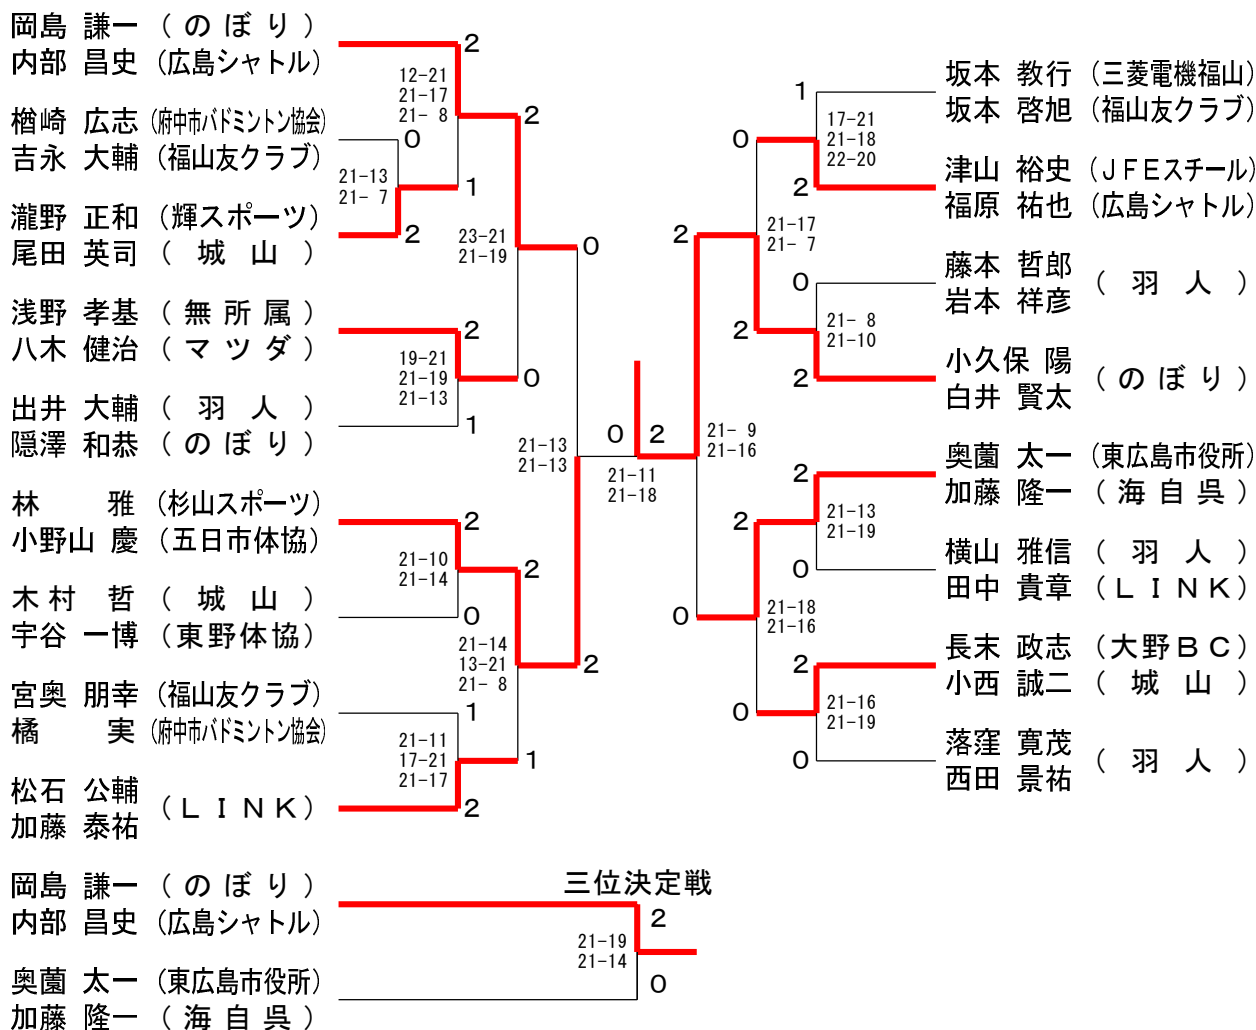 岡島 謙一 (のぼり)
内部 昌史 (広島シャトル)
楢崎 広志 (府中市バドミントン協会)
吉永 大輔 (福山友クラブ)
瀧野 正和 (輝スポーツ)
尾田 英司 (城山)
浅野 孝基 (無所属)
八木 健治 (マツダ)
出井 大輔 (羽人)
隠澤 和恭 (のぼり)
林 雅 (杉山スポーツ)
小野山 慶 (五日市体協)
木村 哲 (城山)
宇谷 一博 (東野体協)
宮奥 朋幸 (福山友クラブ)
橘 実 (府中市バドミントン協会)
松石 公輔
加藤 泰祐
(LINK)
2
12-21
21-17
21- 8
2
0
21-13
21- 7
1
2
23-21
21-19
0
2
19-21
21-19
21-13
0
1
21-13
21-13
2
21-10
21-14
2
0
21-14
13-21
21- 8
2
1
21-11
17-21
21-17
1
2
0
2
21-11
21-18
坂本 教行 (三菱電機福山)
坂本 啓旭 (福山友クラブ)
津山 裕史 (JFEスチール)
福原 祐也 (広島シャトル)
藤本 哲郎
岩本 祥彦
(羽人)
小久保 陽
白井 賢太
(のぼり)
奥薗 太一 (東広島市役所)
加藤 隆一 (海自呉)
横山 雅信 (羽人)
田中 貴章 (LINK)
長末 政志 (大野BC)
小西 誠二 (城山)
落窪 寛茂
西田 景祐
(羽人)
1
17-21
21-18
22-20
0
2
2
21-17
21- 7
0
2
21- 8
21-10
2
21- 9
21-16
2
2
21-13
21-19
0
0
21-18
21-16
2
0
21-16
21-19
0
三位決定戦
岡島 謙一 (のぼり)
内部 昌史 (広島シャトル)
2
21-19
21-14
0
奥薗 太一 (東広島市役所)
加藤 隆一 (海自呉)